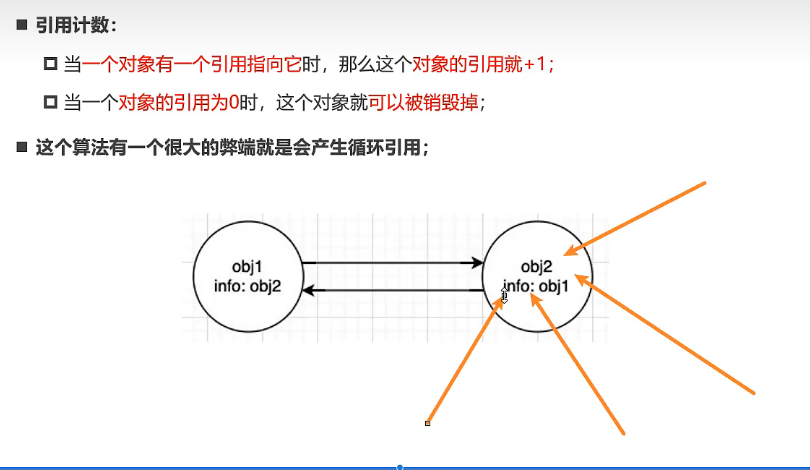 引用计数：
当一个对象有一个引用指向它时，那么这个对象的引用就+1；
当一个对象的引用为0时，这个对象就可以被销毁掉；
这个算法有一个很大的弊端就是会产生循环引用；
obj1
info: obj2
obj2
info: obj1